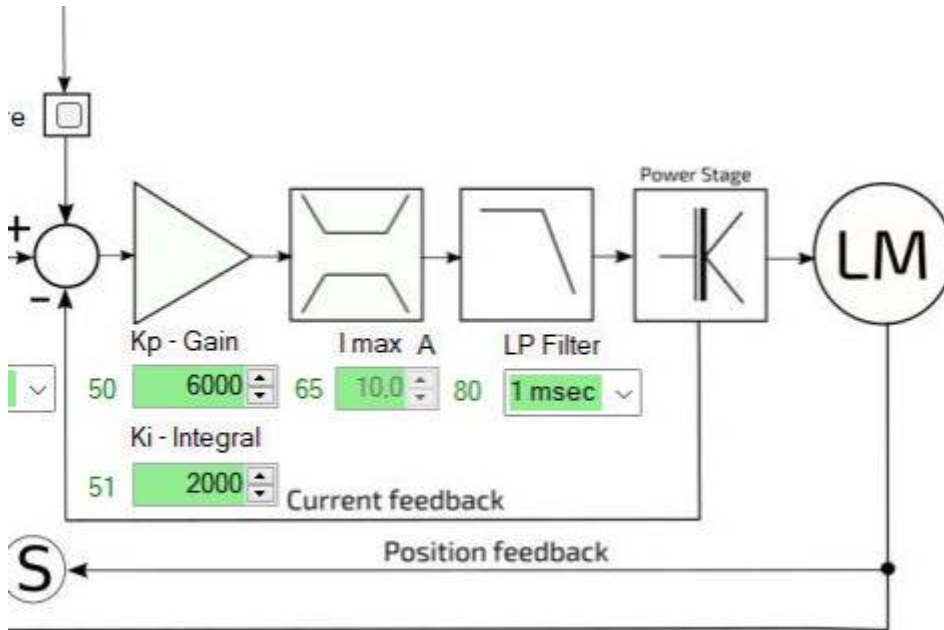 re
Power Stage
+
-
LM
Kp - Gain
I max A
LP Filter
50
6000
65
10.0
80
1 msec
Ki - Integral
51
2000
Current feedback
Position feedback
S